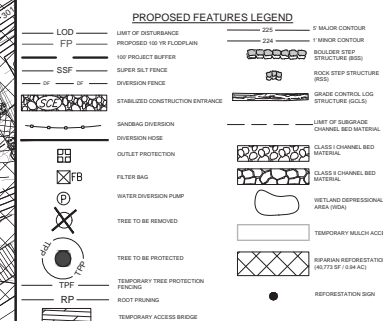 301
PROPOSED FEATURES LEGEND
LOD LIMIT OF DISTURBANCE
FP PROPOSED 100 YR FLOODPLAIN
100' PROJECT BUFFER
SSF SUPER SILT FENCE
DF DF DIVERSION FENCE
SCE STABILIZED CONSTRUCTION ENTRANCE
SANDBAG DIVERSION
DIVERSION HOSE
OUTLET PROTECTION
FB FILTER BAG
P WATER DIVERSION PUMP
TREE TO BE REMOVED
TPP TPP TREE TO BE PROTECTED
TPF TEMPORARY TREE PROTECTION
FENCING
RP ROOT PRUNING
TEMPORARY ACCESS BRIDGE
225 5' MAJOR CONTOUR
224 1' MINOR CONTOUR
BOULDER STEP
STRUCTURE (BSS)
ROCK STEP STRUCTURE
(RSS)
GRADE CONTROL LOG
STRUCTURE (GCLS)
LIMIT OF SUBGRADE
CHANNEL BED MATERIAL
CLASS I CHANNEL BED
MATERIAL
CLASS II CHANNEL BED
MATERIAL
WETLAND DEPRESSIONAL
AREA (WDA)
TEMPORARY MULCH ACCE
RIPARIAN REFORESTATIO
(40,773 SF / 0.94 AC)
REFORESTATION SIGN